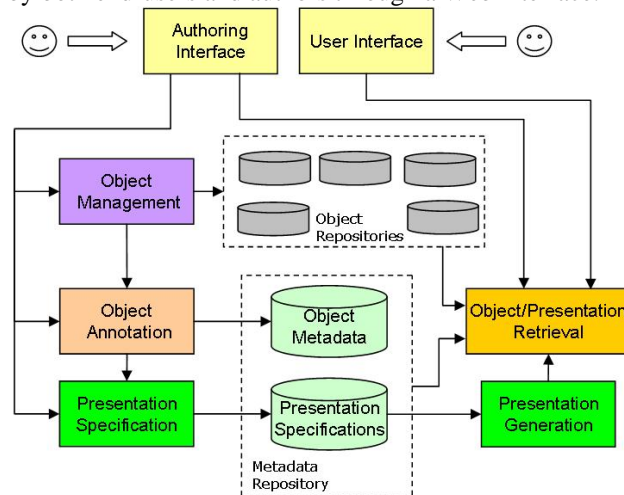 Authoring
Interface
User Interface
Object
Management
Object
Repositories
Object
Annotation
Object
Metadata
Object/Presentation
Retrieval
Presentation
Specification
Presentation
Specifications
Presentation
Generation
Metadata
Repository